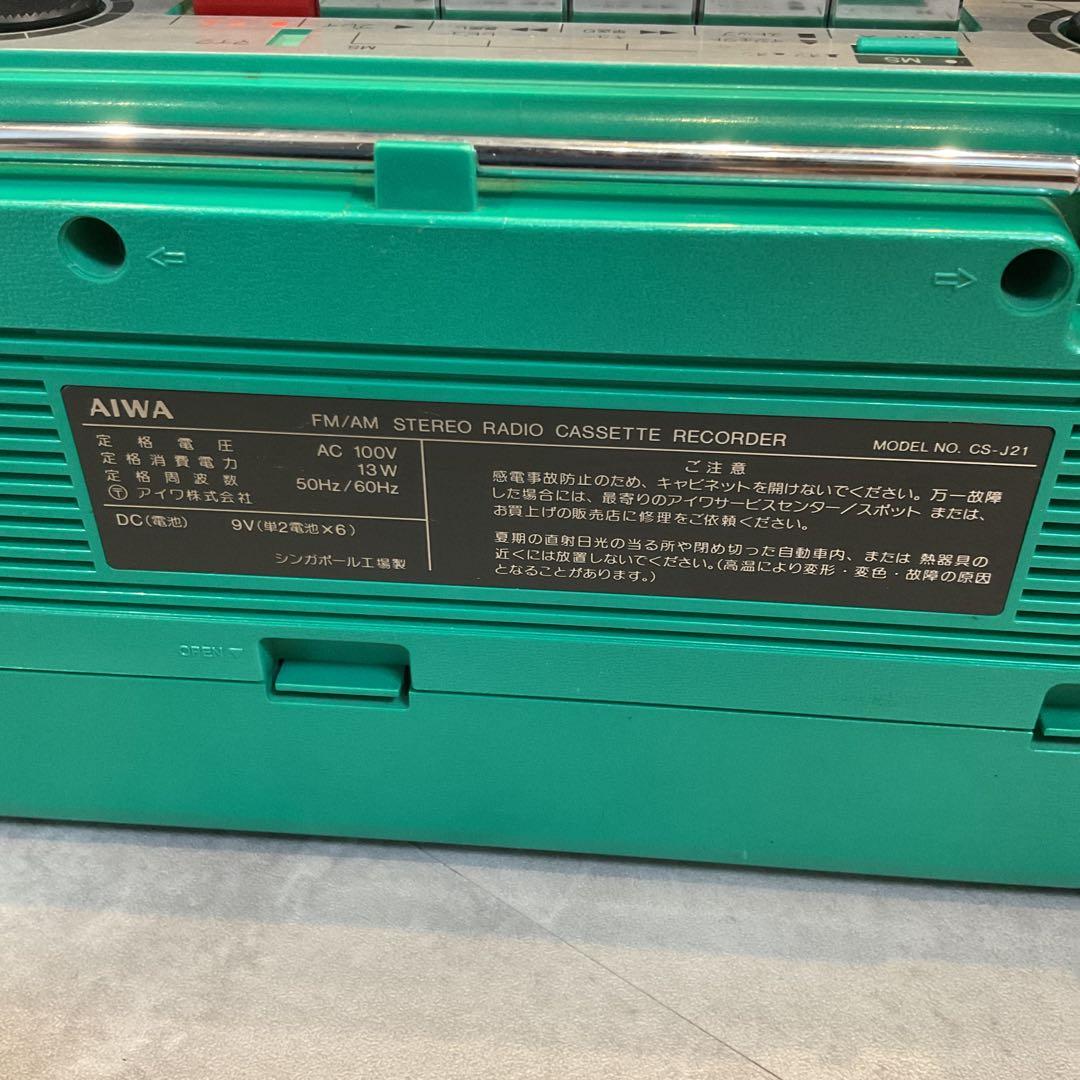 プレイ
MS
MS
AIWA
FM/AM STEREO RADIO CASSETTE RECORDER
MODEL NO. CS-J21
定格電圧 AC 100V
定格消費電力 13W
定格周波数 50Hz/60Hz
〒 アイワ株式会社
DC(電池) 9V(単2電池×6)
シンガポール工場製
ご注意
感電事故防止のため、キャビネットを開けないでください。万一故障
した場合には、最寄りのアイワサービスセンター/スポット または、
お買上げの販売店に修理をご依頼ください。
夏期の直射日光の当る所や閉め切った自動車内、または 熱器具の
近くには放置しないでください。(高温により変形・変色・故障の原因
となることがあります。)
OPEN